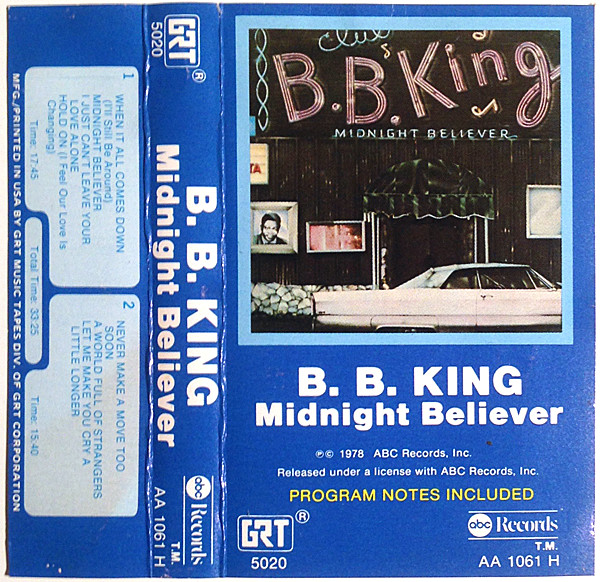 1
WHEN IT ALL COMES DOWN
(I'll Still Be Around)
MIDNIGHT BELIEVER
I JUST CAN'T LEAVE YOUR
LOVE ALONE
HOLD ON (I Feel Our Love Is
Changing)
Time: 17:45
Total Time: 33:25
2
NEVER MAKE A MOVE TOO
SOON
A WORLD FULL OF STRANGERS
LET ME MAKE YOU CRY A
LITTLE LONGER
Time: 15:40
MFG./PRINTED IN USA BY GRT MUSIC TAPES DIV. OF GRT CORPORATION
GRT®
5020
B. B. KING
Midnight Believer
abc Records
T.M.
AA 1061 H
Club
B.B. King
MIDNIGHT BELIEVER
TA
B. B. KING
Midnight Believer
℗© 1978 ABC Records, Inc.
Released under a license with ABC Records, Inc.
PROGRAM NOTES INCLUDED
GRT®
5020
abc Records
T.M.
AA 1061 H